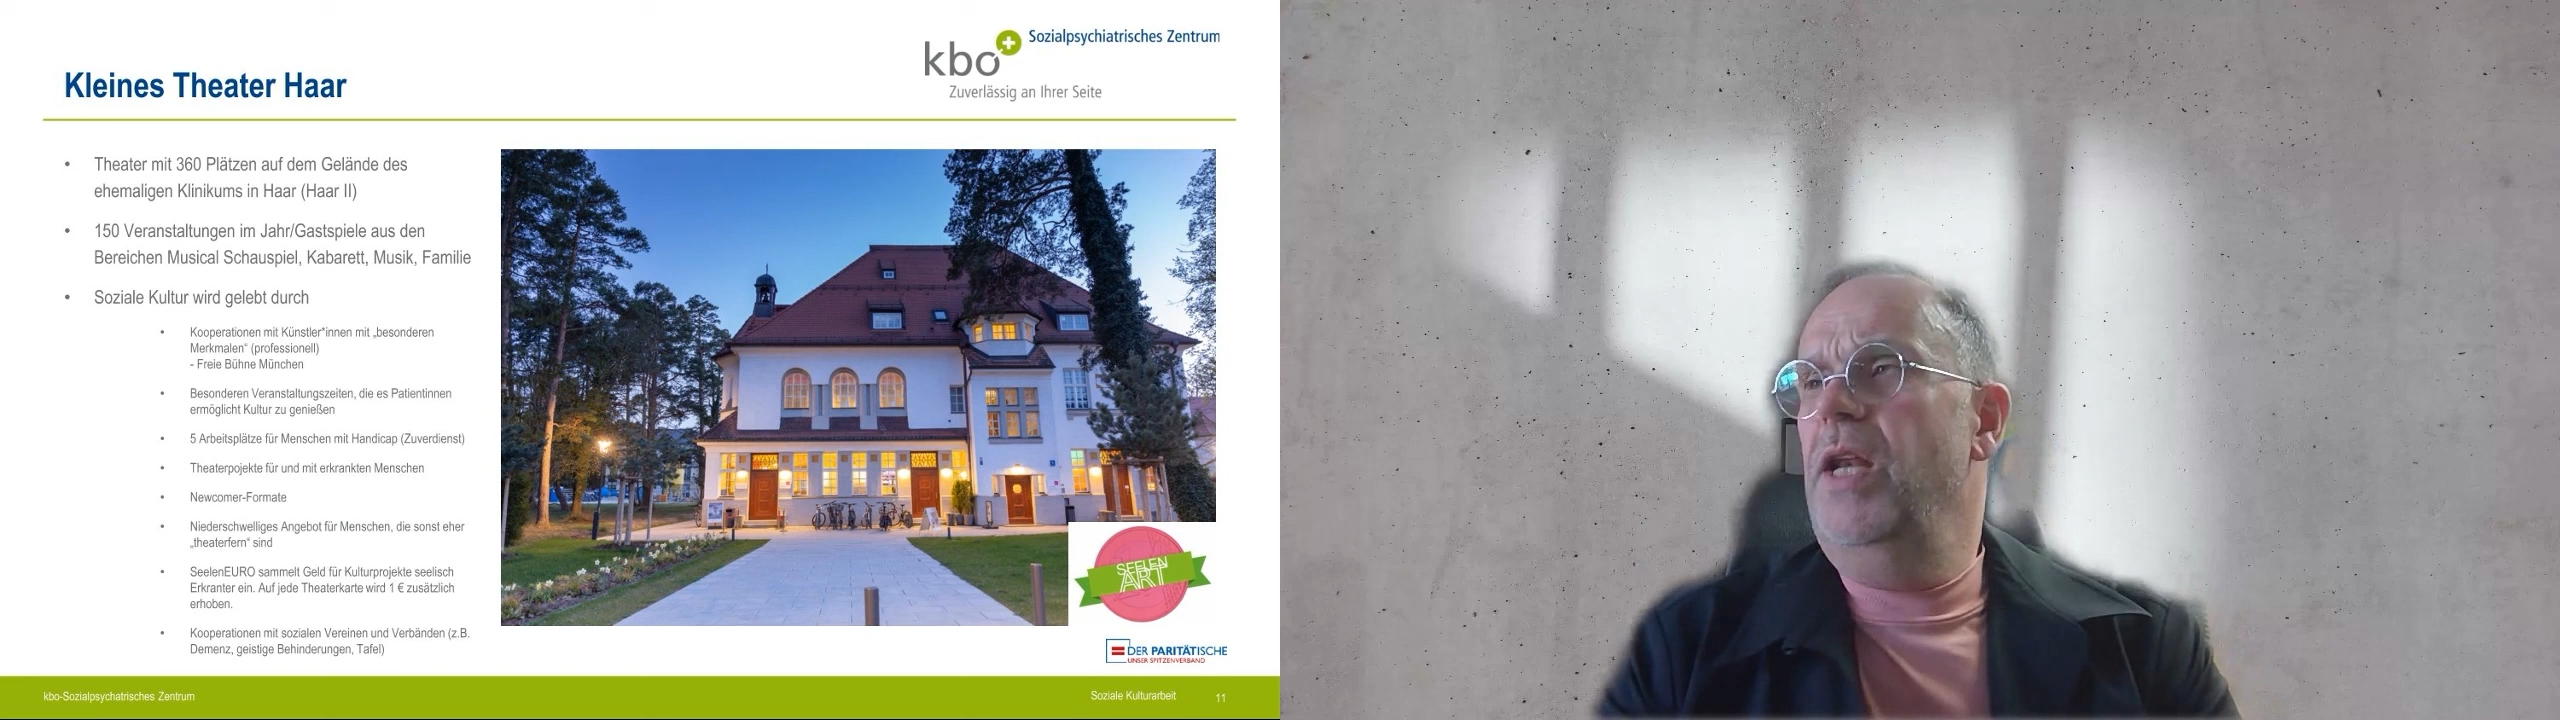 Kleines Theater Haar
kbo
Sozialpsychiatrisches Zentrum
Zuverlässig an Ihrer Seite
• Theater mit 360 Plätzen auf dem Gelände des
ehemaligen Klinikums in Haar (Haar II)
• 150 Veranstaltungen im Jahr/Gastspiele aus den
Bereichen Musical Schauspiel, Kabarett, Musik, Familie
• Soziale Kultur wird gelebt durch
• Kooperationen mit Künstler*innen mit „besonderen
Merkmalen“ (professionell)
- Freie Bühne München
• Besonderen Veranstaltungszeiten, die es Patientinnen
ermöglicht Kultur zu genießen
• 5 Arbeitsplätze für Menschen mit Handicap (Zuverdienst)
• Theaterpojekte für und mit erkrankten Menschen
• Newcomer-Formate
• Niederschwelliges Angebot für Menschen, die sonst eher
„theaterfern“ sind
• SeelenEURO sammelt Geld für Kulturprojekte seelisch
Erkranter ein. Auf jede Theaterkarte wird 1 € zusätzlich
erhoben.
• Kooperationen mit sozialen Vereinen und Verbänden (z.B.
Demenz, geistige Behinderungen, Tafel)
SEELEN
ART
DER PARITÄTISCHE
UNSER SPITZENVERBAND
kbo-Sozialpsychatrisches Zentrum
Soziale Kulturarbeit
11